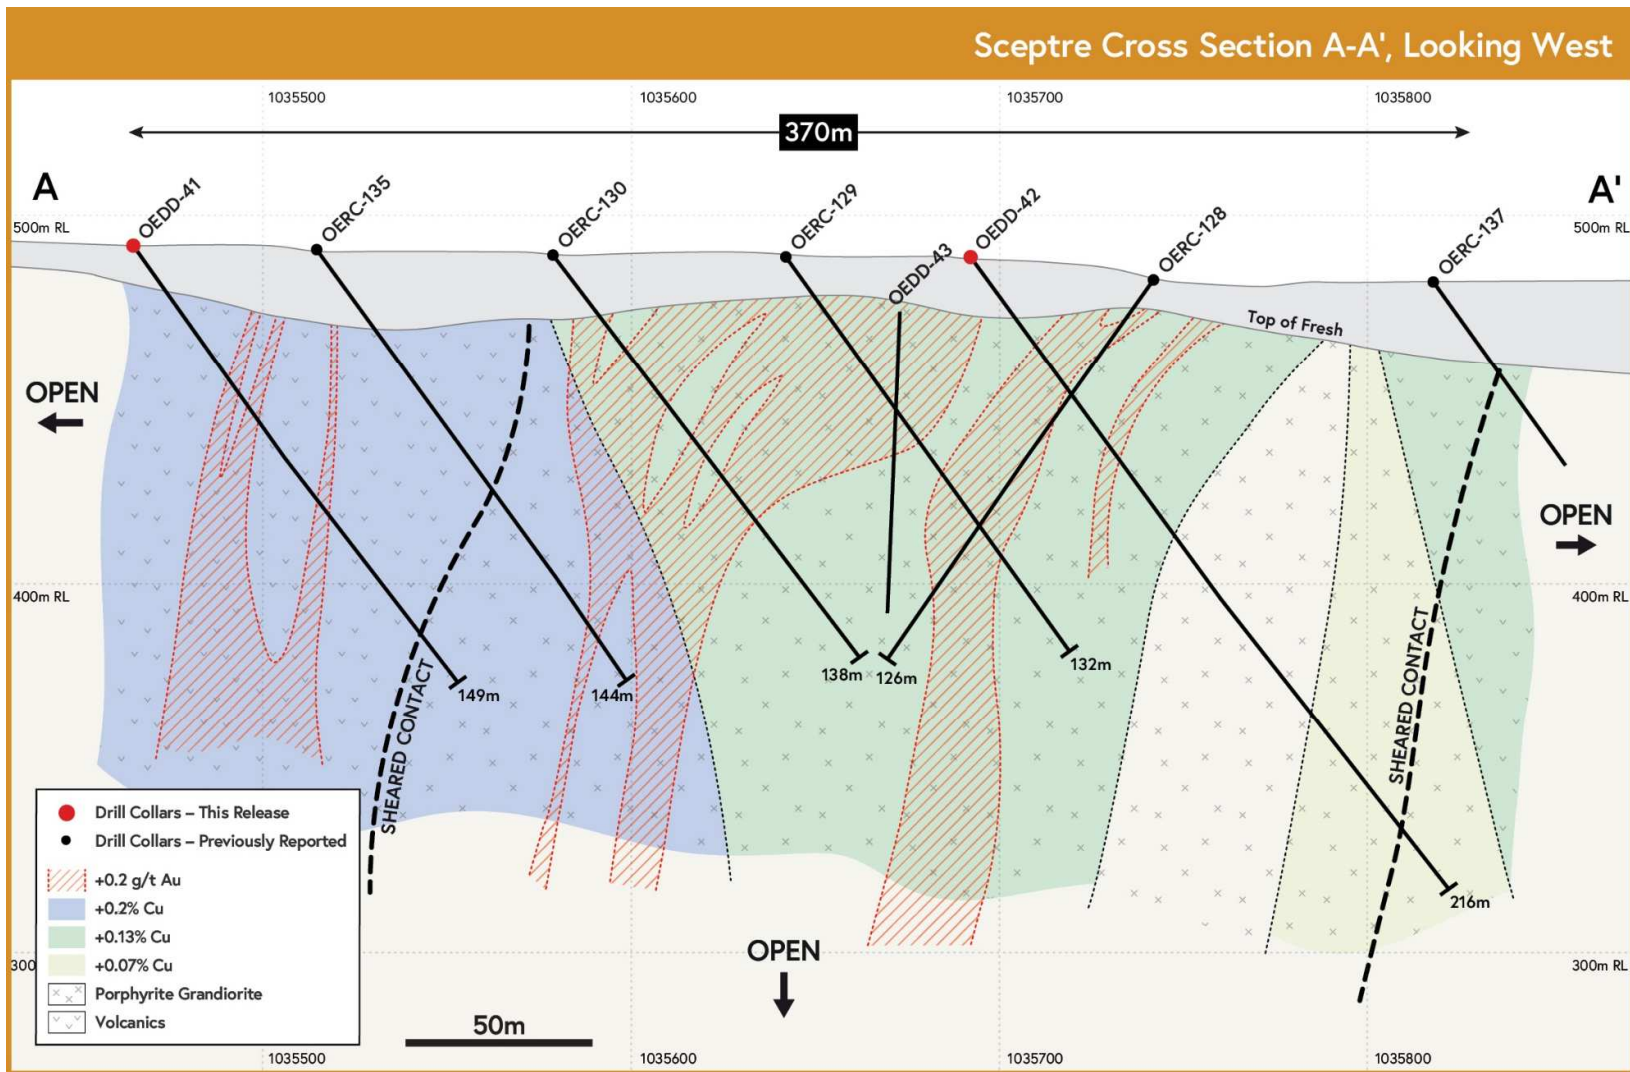 Sceptre Cross Section A-A', Looking West
1035500
1035600
1035700
1035800
370m
A
A'
500m RL
500m RL
OEDD-41
OERC-135
OERC-130
OERC-129
OEDD-43
OEDD-42
OERC-128
OERC-137
Top of Fresh
OPEN
OPEN
400m RL
400m RL
149m
144m
138m
126m
132m
216m
SHEARED CONTACT
SHEARED CONTACT
Drill Collars – This Release
Drill Collars – Previously Reported
+0.2 g/t Au
+0.2% Cu
+0.13% Cu
+0.07% Cu
Porphyrite Grandiorite
Volcanics
OPEN
300
300m RL
50m
1035500
1035600
1035700
1035800